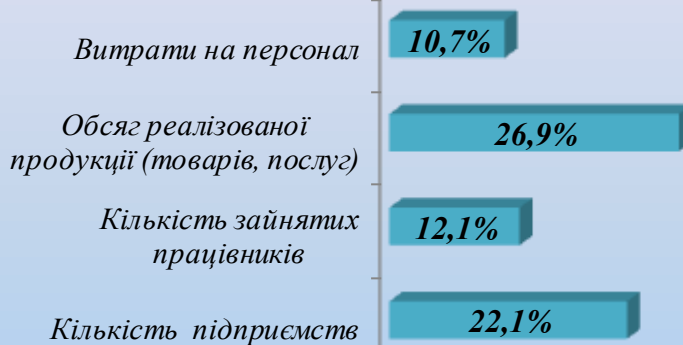 Витрати на персонал
10,7%
Обсяг реалізованої
продукції (товарів, послуг)
26,9%
Кількість зайнятих
працівників
12,1%
Кількість підприємств
22,1%